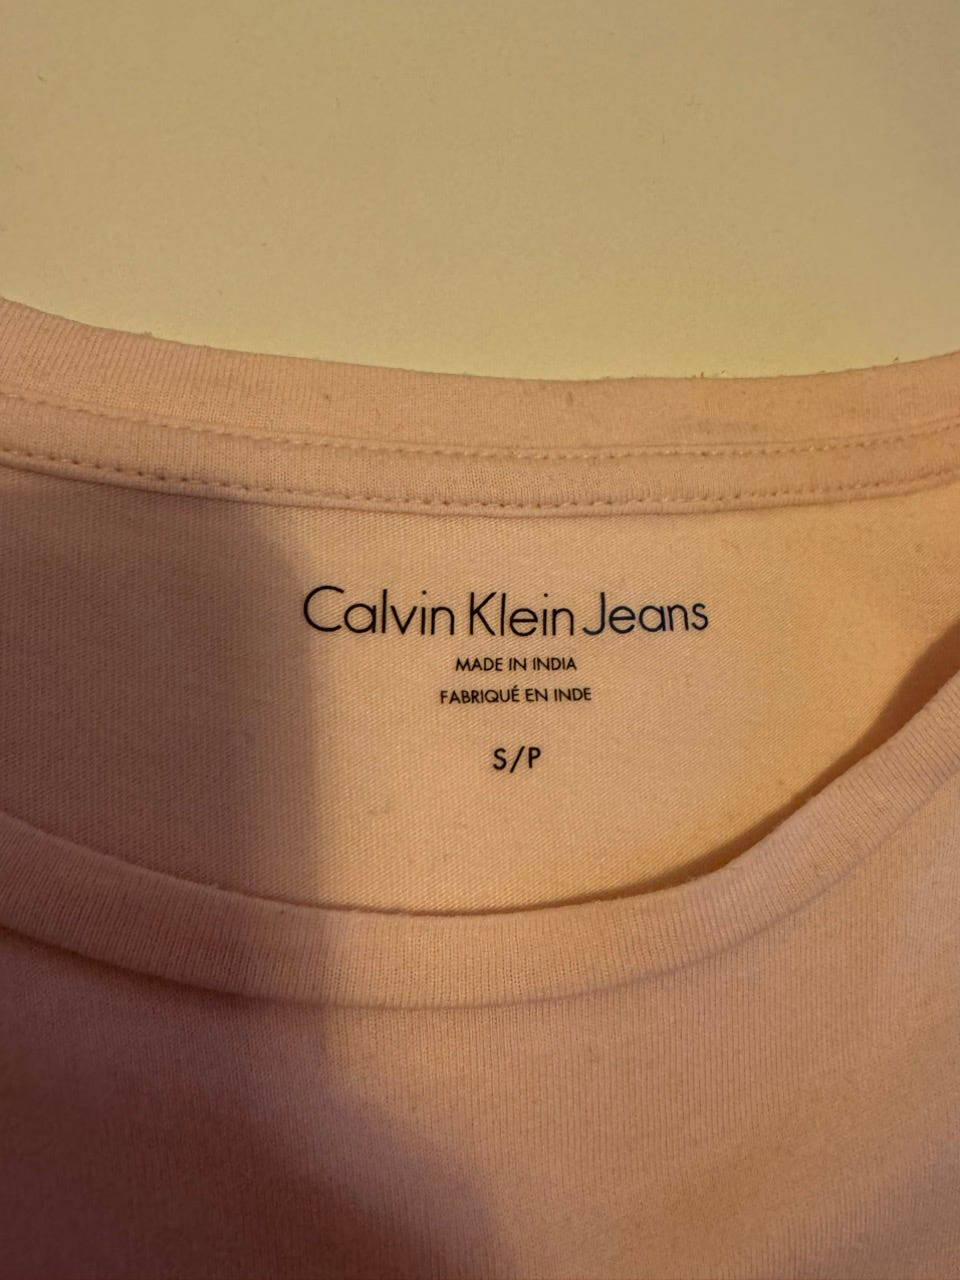 Calvin Klein Jeans
MADE IN INDIA
FABRIQUÉ EN INDE
S/P